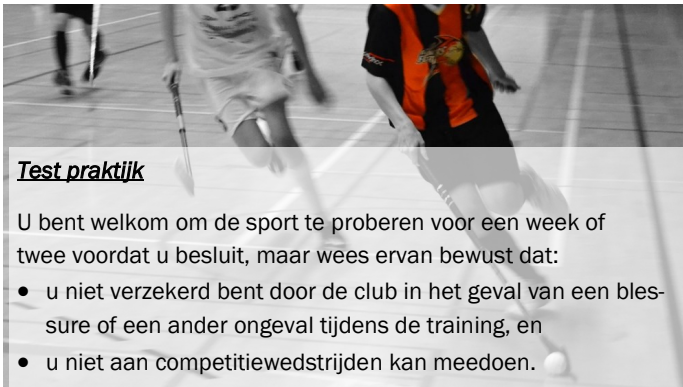 Test praktijk
U bent welkom om de sport te proberen voor een week of
twee voordat u besluit, maar wees ervan bewust dat:
• u niet verzekerd bent door de club in het geval van een bles-
sure of een ander ongeval tijdens de training, en
• u niet aan competitiewedstrijden kan meedoen.